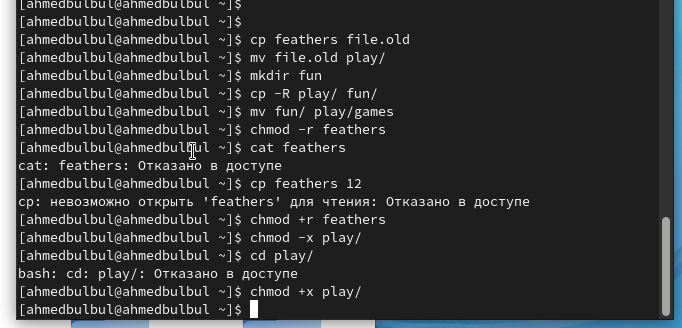 [ahmedbulbul@ahmedbulbul ~]$
[ahmedbulbul@ahmedbulbul ~]$
[ahmedbulbul@ahmedbulbul ~]$ cp feathers file.old
[ahmedbulbul@ahmedbulbul ~]$ mv file.old play/
[ahmedbulbul@ahmedbulbul ~]$ mkdir fun
[ahmedbulbul@ahmedbulbul ~]$ cp -R play/ fun/
[ahmedbulbul@ahmedbulbul ~]$ mv fun/ play/games
[ahmedbulbul@ahmedbulbul ~]$ chmod -r feathers
[ahmedbulbul@ahmedbulbul ~]$ cat feathers
cat: feathers: Отказано в доступе
[ahmedbulbul@ahmedbulbul ~]$ cp feathers 12
cp: невозможно открыть 'feathers' для чтения: Отказано в доступе
[ahmedbulbul@ahmedbulbul ~]$ chmod +r feathers
[ahmedbulbul@ahmedbulbul ~]$ chmod -x play/
[ahmedbulbul@ahmedbulbul ~]$ cd play/
bash: cd: play/: Отказано в доступе
[ahmedbulbul@ahmedbulbul ~]$ chmod +x play/
[ahmedbulbul@ahmedbulbul ~]$